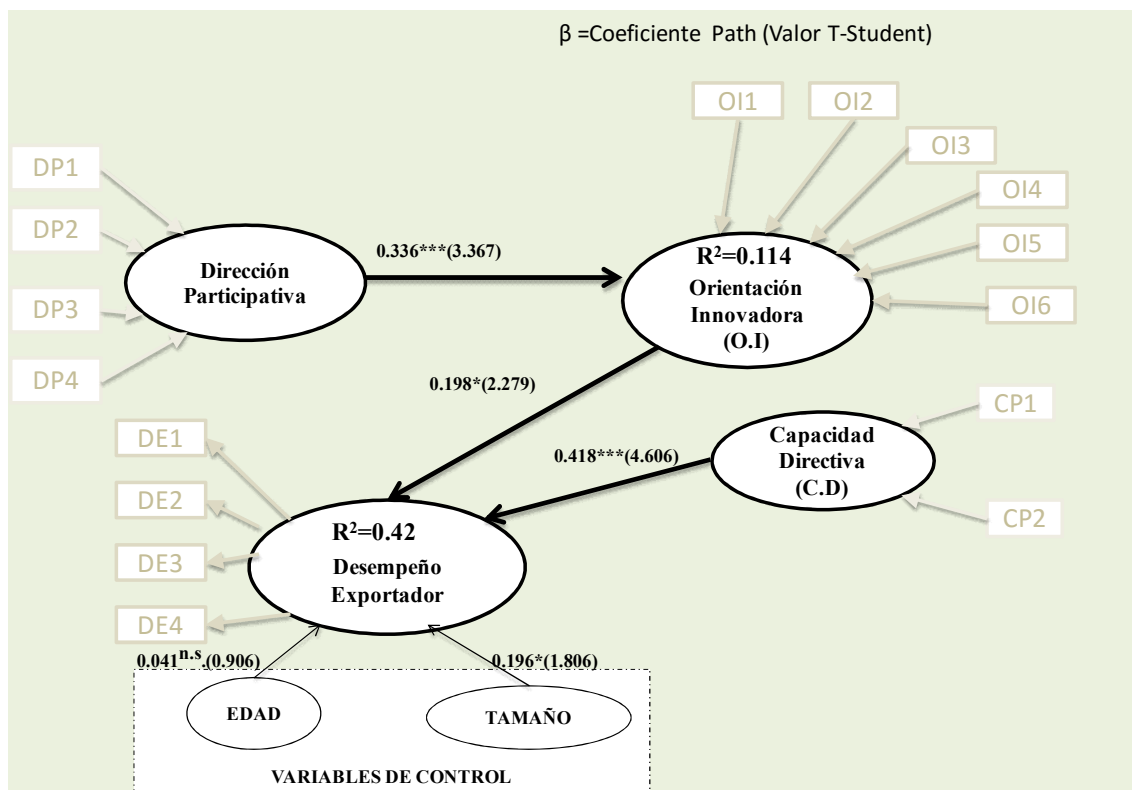 β =Coeficiente Path (Valor T-Student)
OI1
OI2
OI3
OI4
OI5
OI6
DP1
DP2
DP3
DP4
Dirección
Participativa
0.336***(3.367)
R²=0.114
Orientación
Innovadora
(O.I)
0.198*(2.279)
CP1
CP2
Capacidad
Directiva
(C.D)
0.418***(4.606)
DE1
DE2
DE3
DE4
R²=0.42
Desempeño
Exportador
0.041n.s.(0.906)
0.196*(1.806)
EDAD
TAMAÑO
VARIABLES DE CONTROL